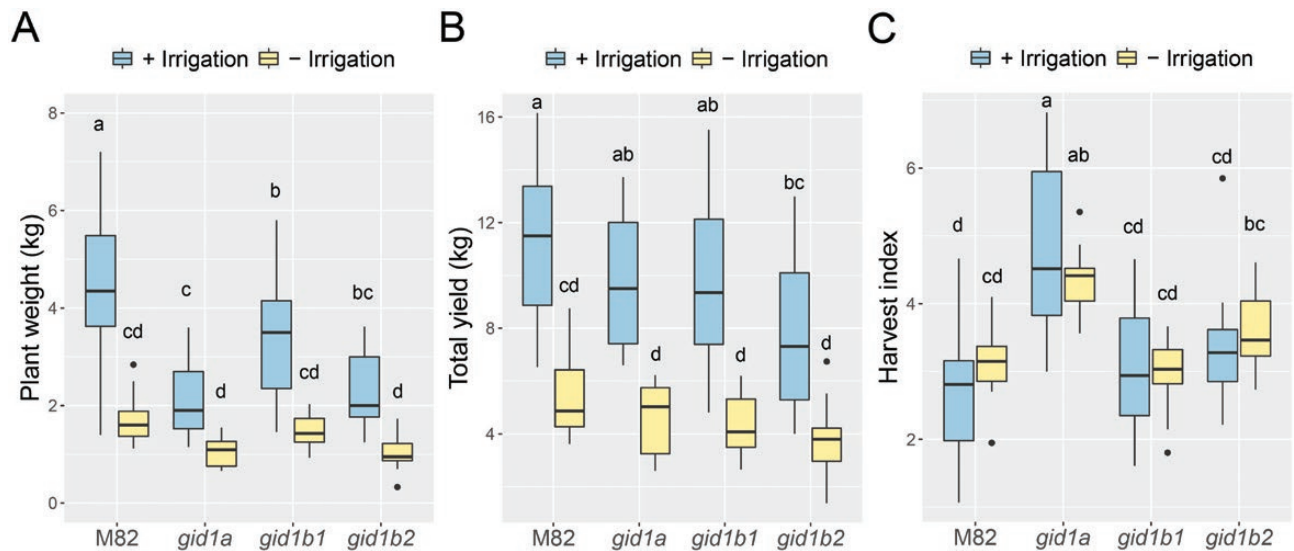 A
+ Irrigation − Irrigation
Plant weight (kg)
8
6
4
2
0
a
cd
c
d
b
cd
bc
d
M82 gid1a gid1b1 gid1b2
B
+ Irrigation − Irrigation
Total yield (kg)
16
12
8
4
a
cd
ab
d
ab
d
bc
d
M82 gid1a gid1b1 gid1b2
C
+ Irrigation − Irrigation
Harvest index
6
4
2
d
cd
a
ab
cd
cd
cd
bc
M82 gid1a gid1b1 gid1b2